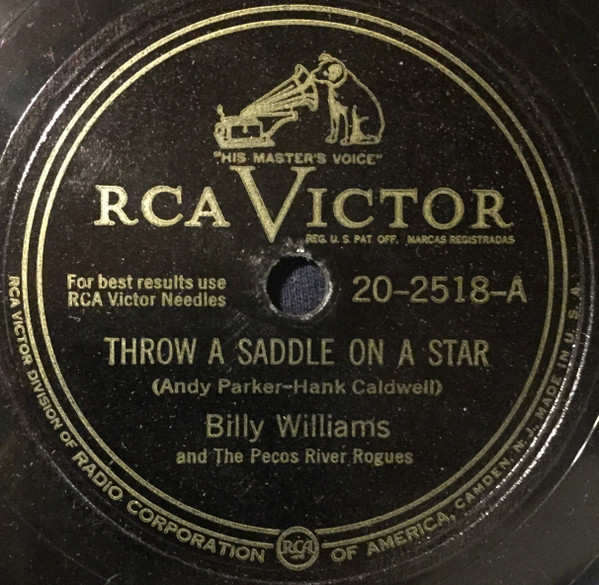 "HIS MASTER'S VOICE"
RCA VICTOR
REG. U. S. PAT. OFF. MARCAS REGISTRADAS
For best results use
RCA Victor Needles
20-2518-A
THROW A SADDLE ON A STAR
(Andy Parker-Hank Caldwell)
Billy Williams
and The Pecos River Rogues
RCA VICTOR DIVISION OF RADIO CORPORATION OF AMERICA, CAMDEN, N. J., MADE IN U. S. A.
RCA